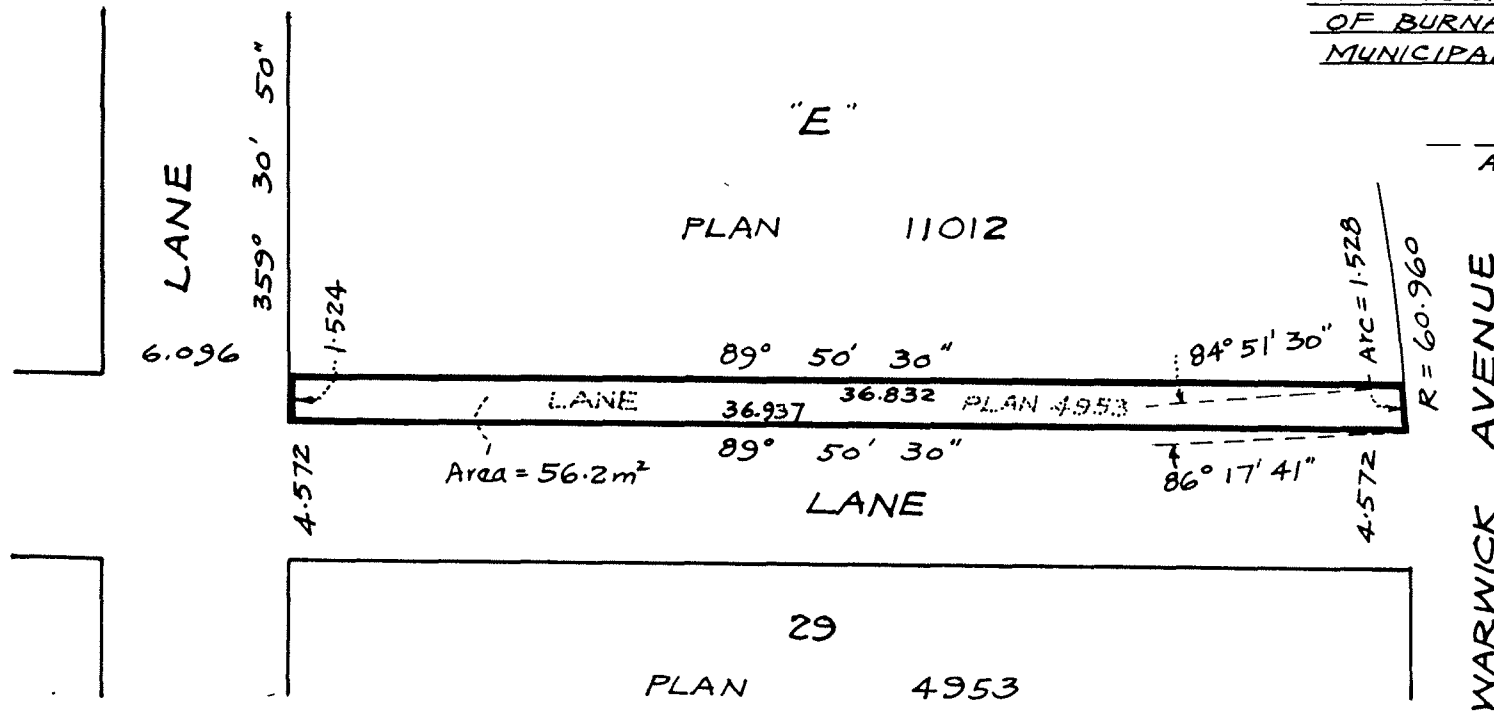 OF BURNA
MUNICIPAL
"E"
A
PLAN 11012
LANE
359° 30' 50"
1.524
6.096
89° 50' 30"
84° 51' 30"
Arc = 1.528
R = 60.960
WARWICK AVENUE
LANE
36.937
36.832
PLAN 4953
89° 50' 30"
86° 17' 41"
Area = 56.2m²
4.572
LANE
4.572
29
PLAN 4953